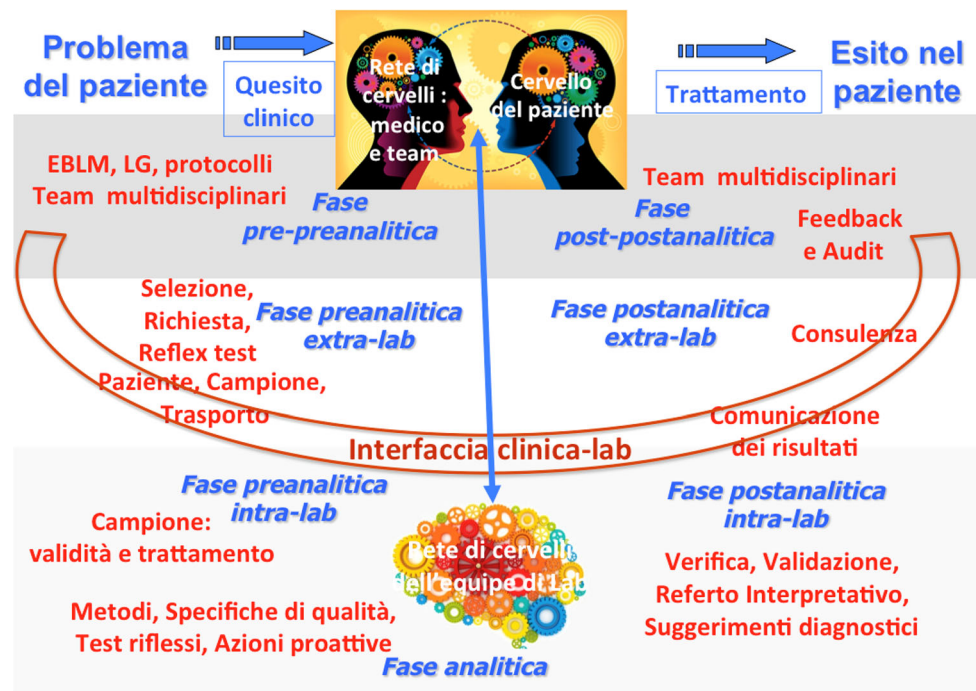 Problema
del paziente
Quesito
clinico
Rete di
cervelli :
medico
e team
Cervello
del paziente
Trattamento
Esito nel
paziente
EBLM, LG, protocolli
Team multidisciplinari
Fase
pre-preanalitica
Team multidisciplinari
Fase
post-postanalitica
Feedback
e Audit
Selezione,
Richiesta,
Reflex test
Fase preanalitica
extra-lab
Fase postanalitica
extra-lab
Consulenza
Paziente, Campione,
Trasporto
Comunicazione
dei risultati
Interfaccia clinica-lab
Fase preanalitica
intra-lab
Fase postanalitica
intra-lab
Campione:
validità e trattamento
Rete di cervelli
dell'equipe di Lab
Verifica, Validazione,
Referto Interpretativo,
Suggerimenti diagnostici
Metodi, Specifiche di qualità,
Test riflessi, Azioni proattive
Fase analitica